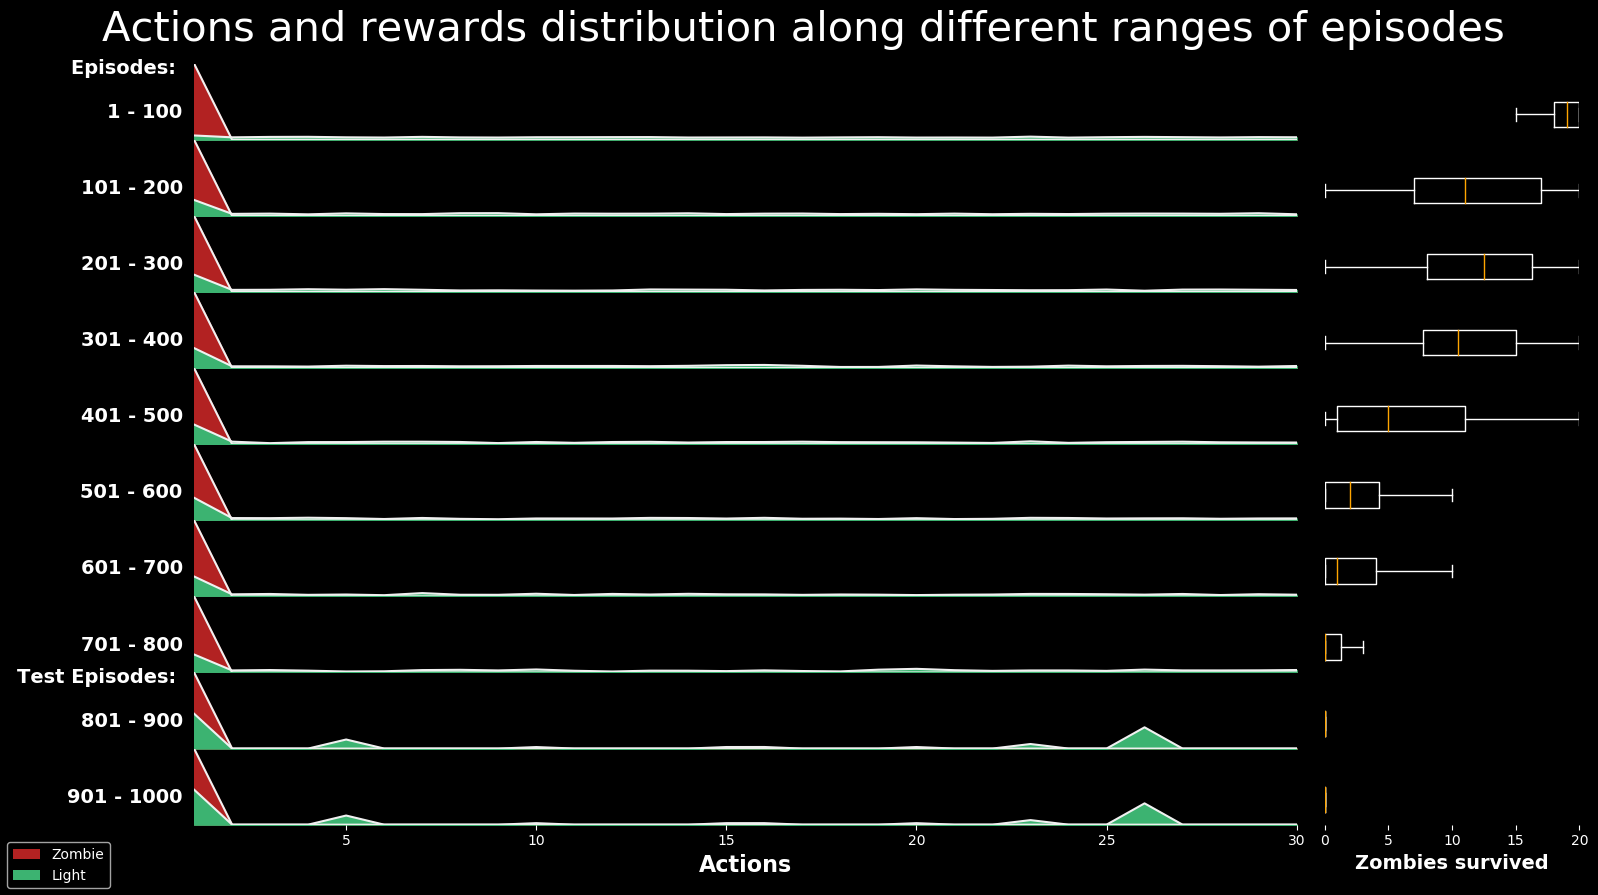 Actions and rewards distribution along different ranges of episodes
Episodes:
1 - 100
101 - 200
201 - 300
301 - 400
401 - 500
501 - 600
601 - 700
701 - 800
Test Episodes:
801 - 900
901 - 1000
5 10 15 20 25 30
Actions
0 5 10 15 20
Zombies survived
Zombie
Light